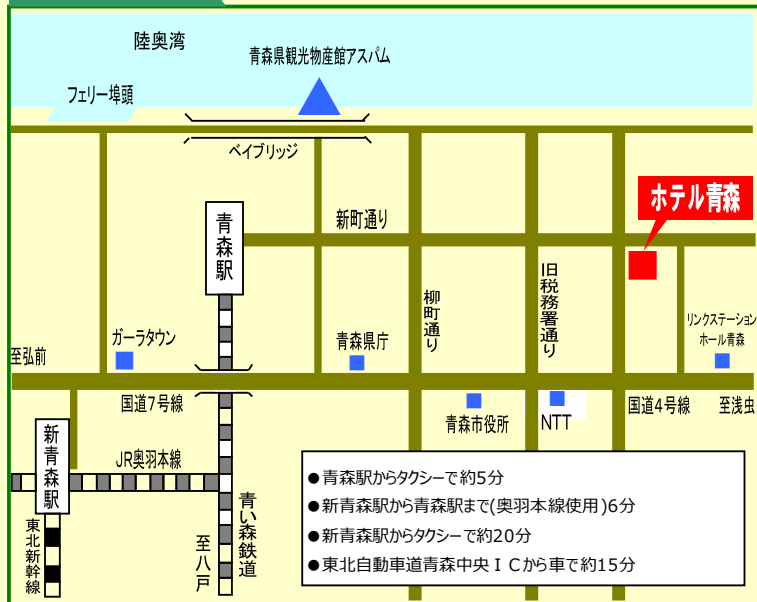 陸奥湾
青森県観光物産館アスパム
フェリー埠頭
ベイブリッジ
ホテル青森
青森駅
新町通り
柳町通り
旧税務署通り
リンクステーション
ホール青森
ガーラタウン
青森県庁
至弘前
国道7号線
青森市役所
NTT
国道4号線
至浅虫
新青森駅
JR奥羽本線
東北新幹線
至八戸
青い森鉄道
●青森駅からタクシーで約5分
●新青森駅から青森駅まで(奥羽本線使用)6分
●新青森駅からタクシーで約20分
●東北自動車道青森中央ＩＣから車で約15分